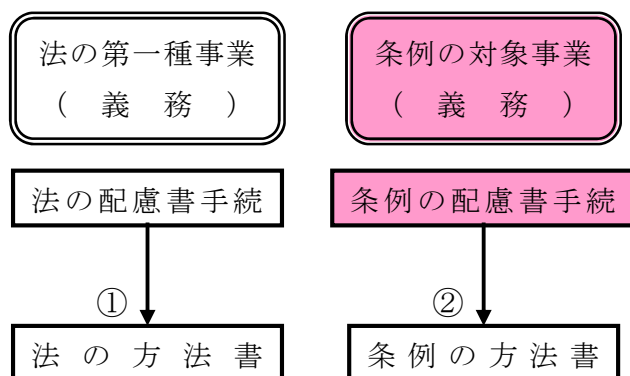 法の第一種事業
（義務）
条例の対象事業
（義務）
法の配慮書手続
条例の配慮書手続
①
②
法の方法書
条例の方法書